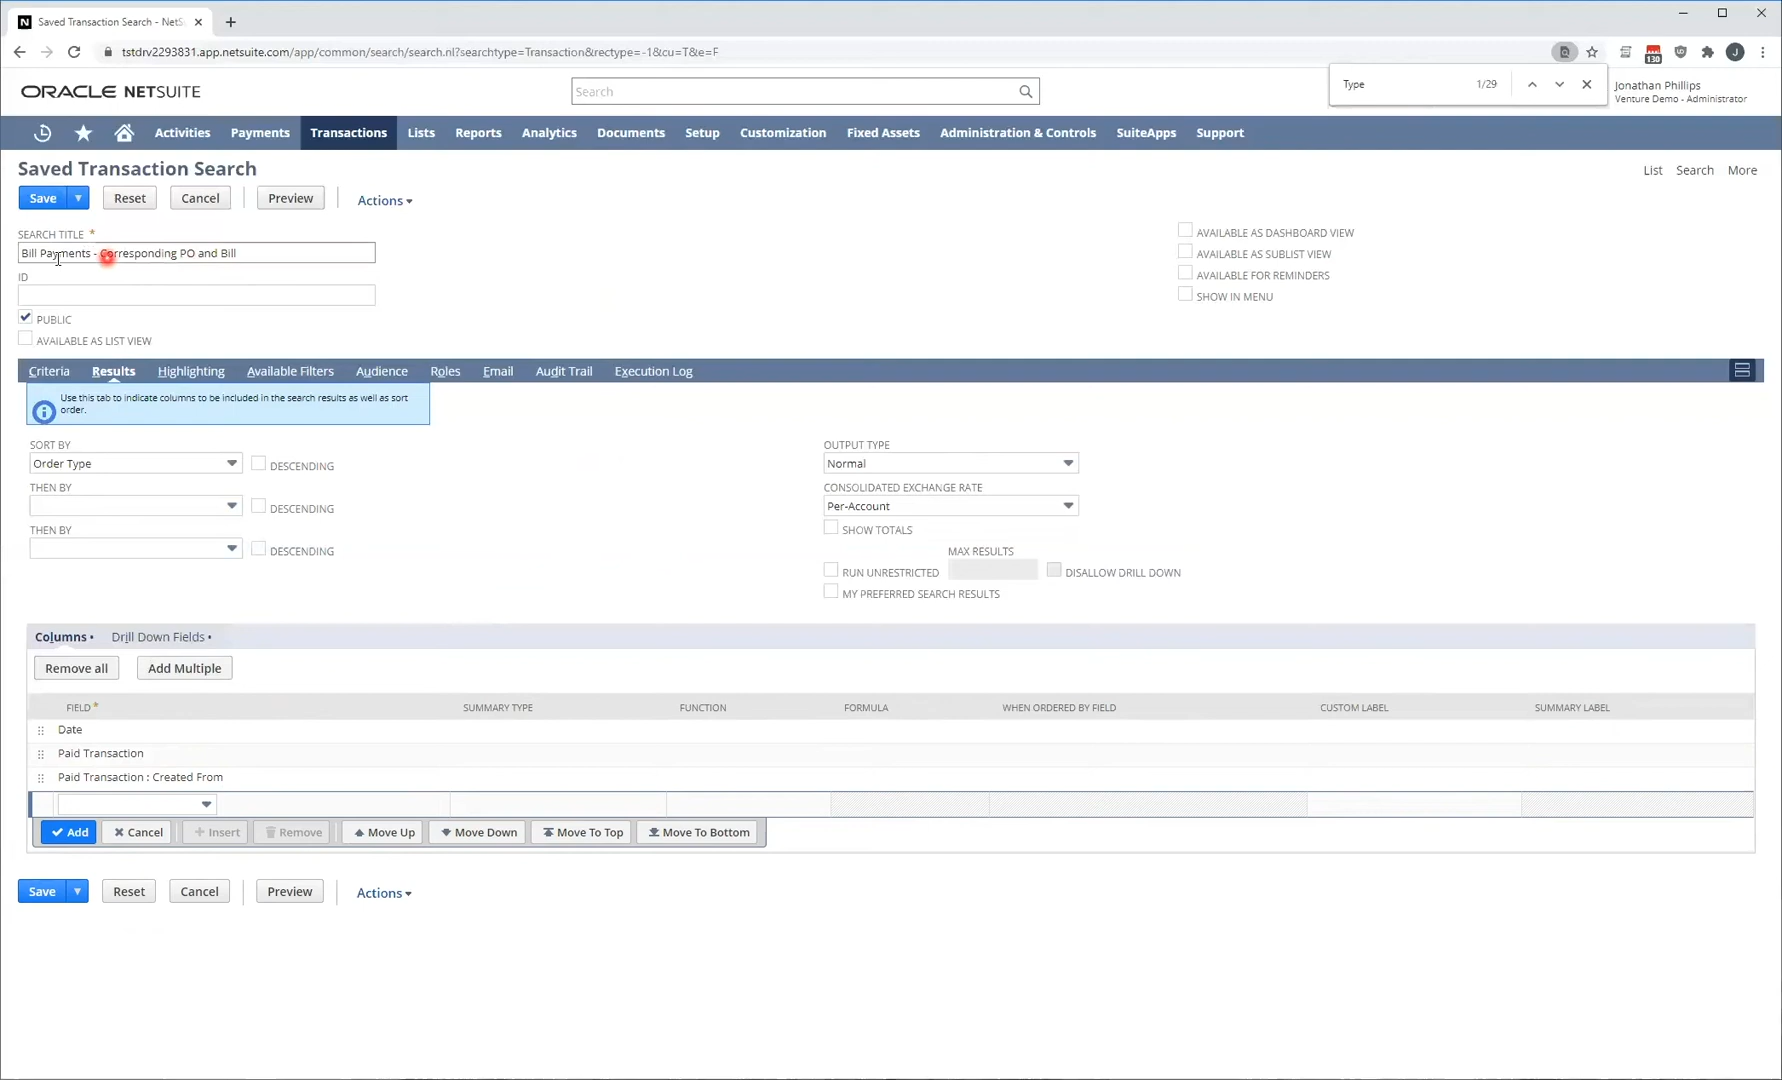 Saved Transaction Search - NetS
tstdrv2293831.app.netsuite.com/app/common/search/search.nl?searchtype=Transaction&rectype=-1&cu=T&e=F
130
J
Type 1/29
ORACLE NETSUITE
Search
Jonathan Phillips
Venture Demo - Administrator
Activities Payments Transactions Lists Reports Analytics Documents Setup Customization Fixed Assets Administration & Controls SuiteApps Support
Saved Transaction Search
List Search More
Save Reset Cancel Preview Actions
SEARCH TITLE *
Bill Payments - Corresponding PO and Bill
ID
PUBLIC
AVAILABLE AS LIST VIEW
AVAILABLE AS DASHBOARD VIEW
AVAILABLE AS SUBLIST VIEW
AVAILABLE FOR REMINDERS
SHOW IN MENU
Criteria Results Highlighting Available Filters Audience Roles Email Audit Trail Execution Log
Use this tab to indicate columns to be included in the search results as well as sort
order.
SORT BY
Order Type DESCENDING
THEN BY
DESCENDING
THEN BY
DESCENDING
OUTPUT TYPE
Normal
CONSOLIDATED EXCHANGE RATE
Per-Account
SHOW TOTALS
MAX RESULTS
RUN UNRESTRICTED DISALLOW DRILL DOWN
MY PREFERRED SEARCH RESULTS
Columns • Drill Down Fields •
Remove all Add Multiple
FIELD * SUMMARY TYPE FUNCTION FORMULA WHEN ORDERED BY FIELD CUSTOM LABEL SUMMARY LABEL
Date
Paid Transaction
Paid Transaction : Created From
Add Cancel Insert Remove Move Up Move Down Move To Top Move To Bottom
Save Reset Cancel Preview Actions